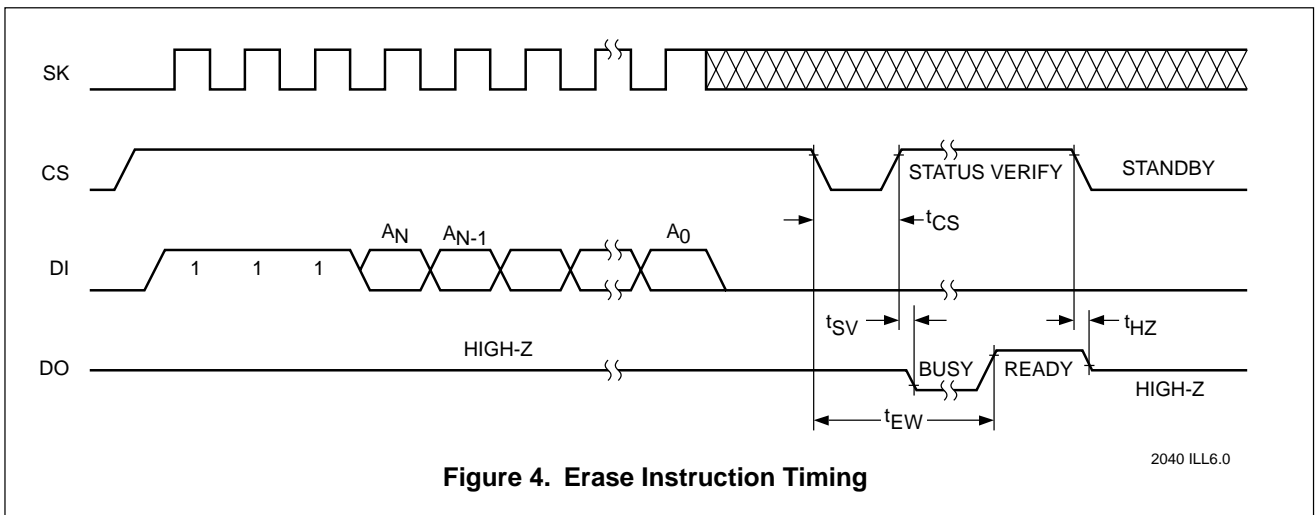 SK
CS
STATUS VERIFY
STANDBY
tCS
DI
1 1 1
AN
AN-1
A0
tSV
tHZ
DO
HIGH-Z
BUSY
READY
HIGH-Z
tEW
2040 ILL6.0
Figure 4. Erase Instruction Timing